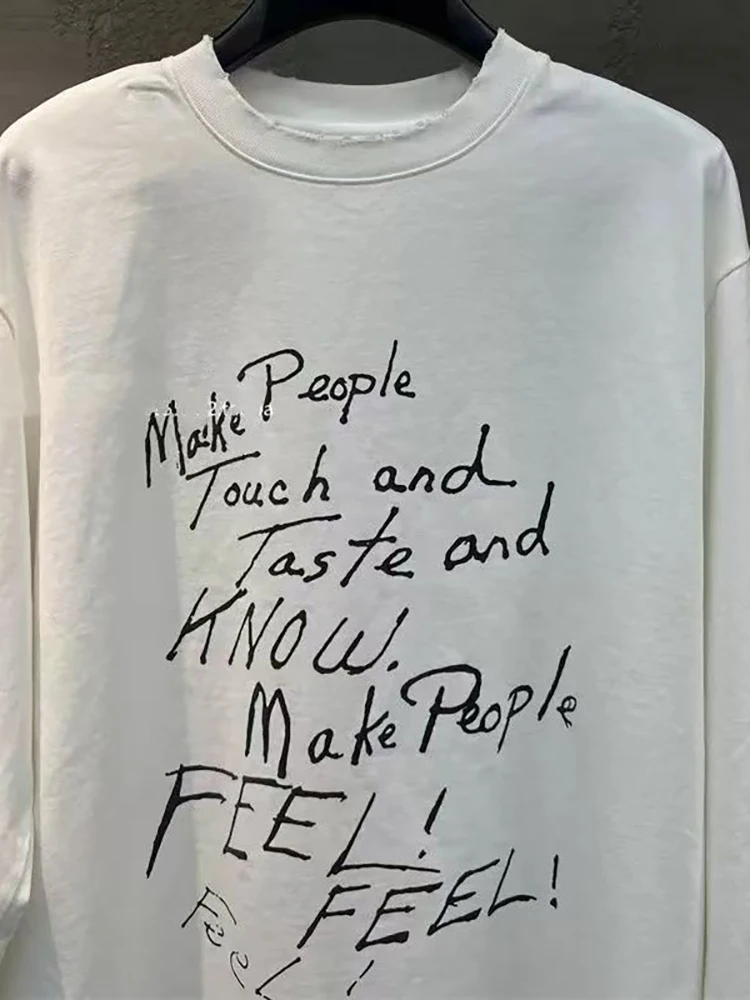 Make People
Touch and
Taste and
KNOW.
Make People
FEEL!
FEEL!
Feel!